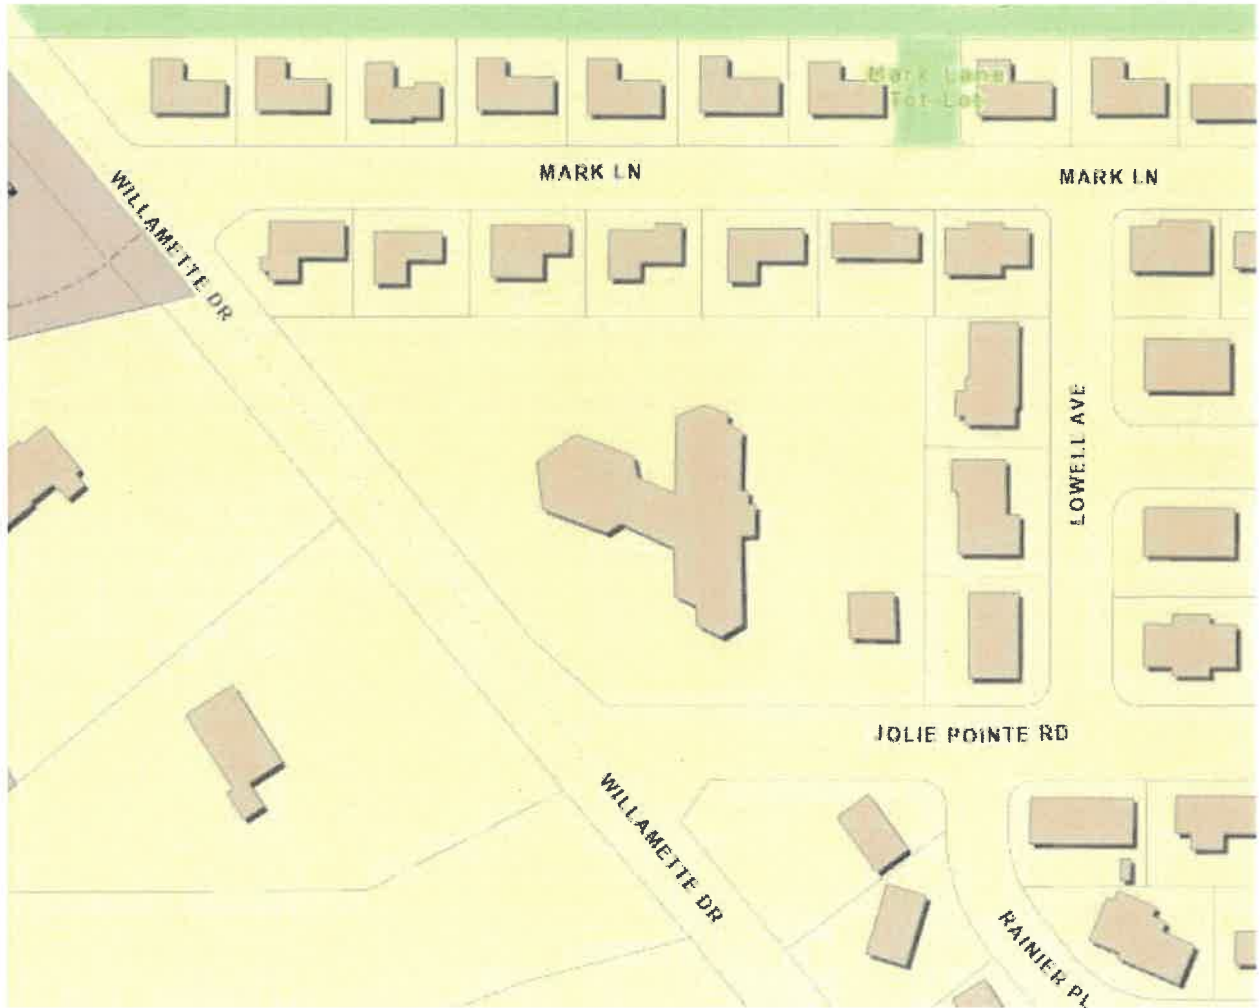 Mark Lane
Tot Lot
MARK LN
MARK LN
WILLAMETTE DR
LOWELL AVE
JOLIE POINTE RD
WILLAMETTE DR
RAINIER PL